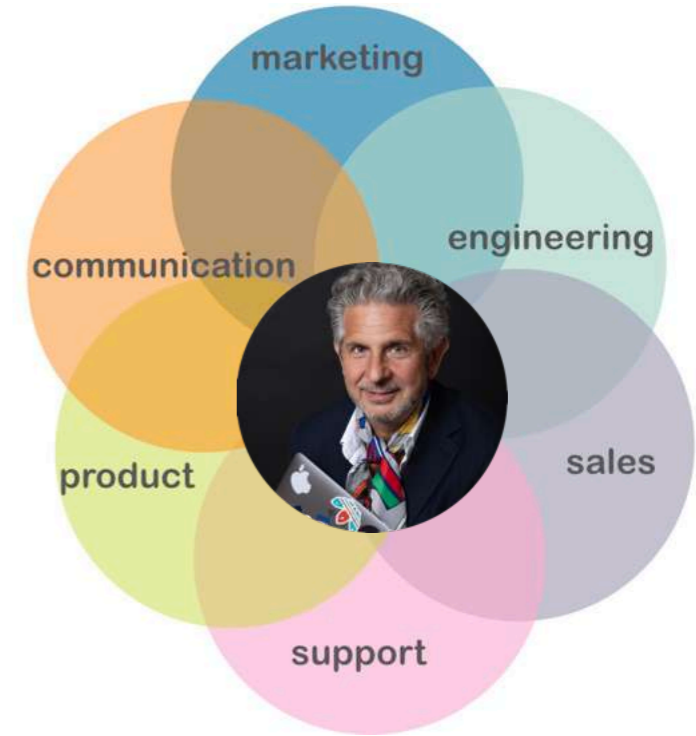 marketing
engineering
communication
product
sales
support